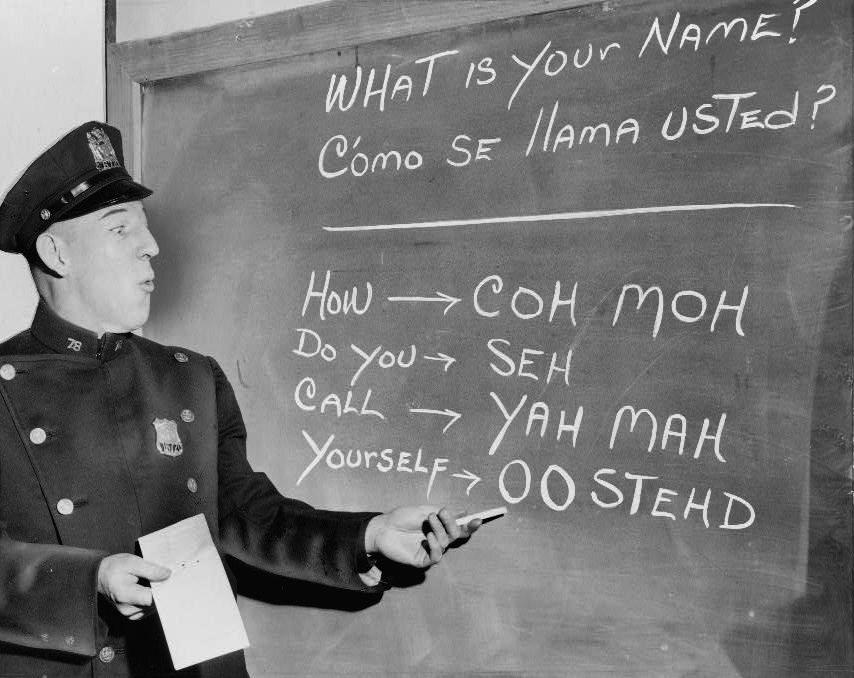 WHAT IS YOUR NAME?
CÓMO SE llAMA USTEd?
HOW → COH MOH
DO YOU → SEH
CALL → YAH MAH
YOURSELF → OO STEHD
78